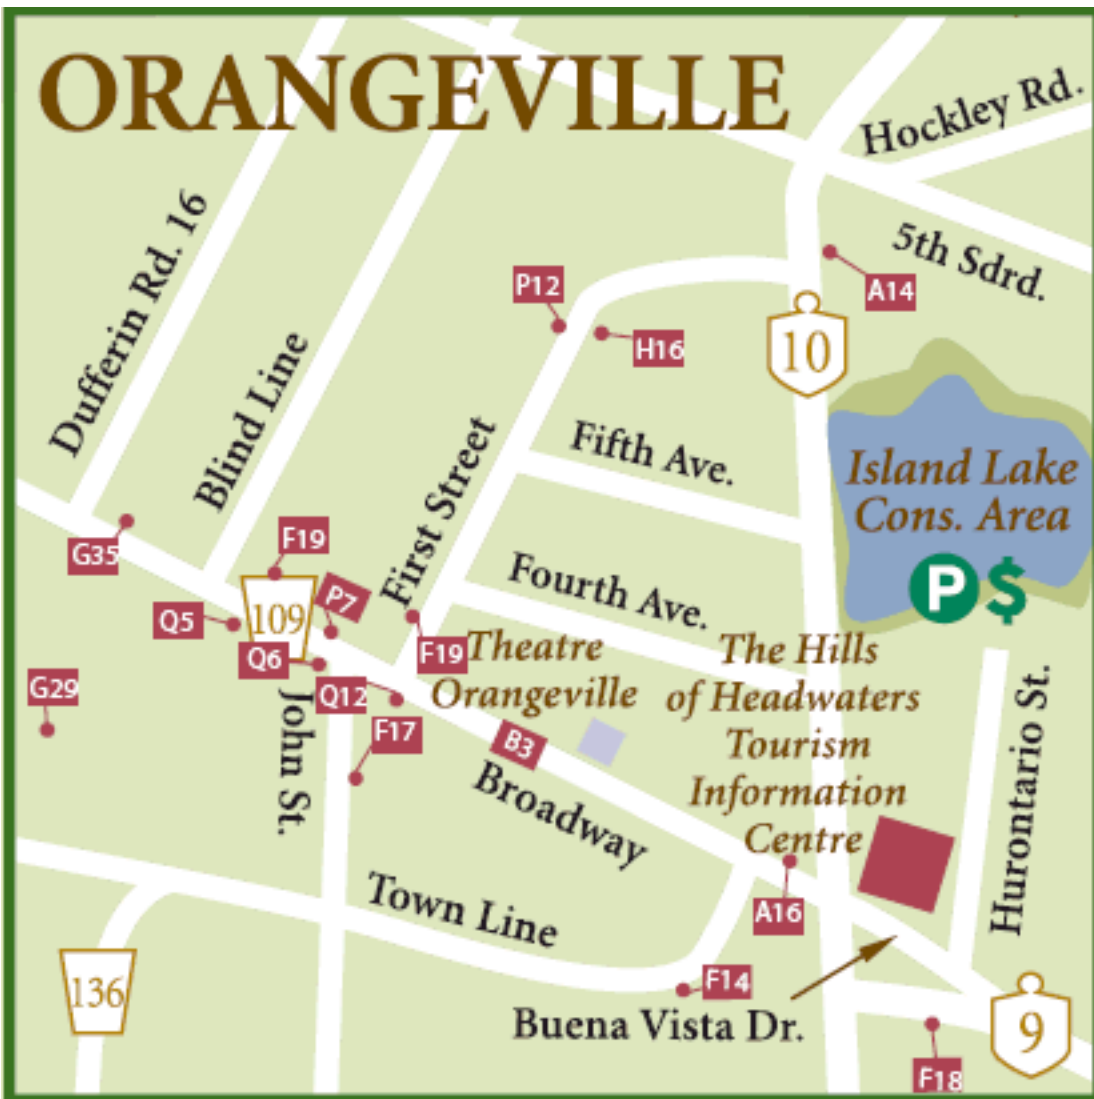 ORANGEVILLE
Hockley Rd.
5th Sdrd.
Dufferin Rd. 16
Blind Line
P12
A14
H16
10
First Street
Fifth Ave.
Island Lake
Cons. Area
P $
G35
F19
Q5
109
P7
Fourth Ave.
Q6
F19
Theatre
Orangeville
The Hills
of Headwaters
Tourism
Information
Centre
G29
Q12
John St.
F17
B3
Broadway
Hurontario St.
Town Line
A16
136
F14
Buena Vista Dr.
9
F18